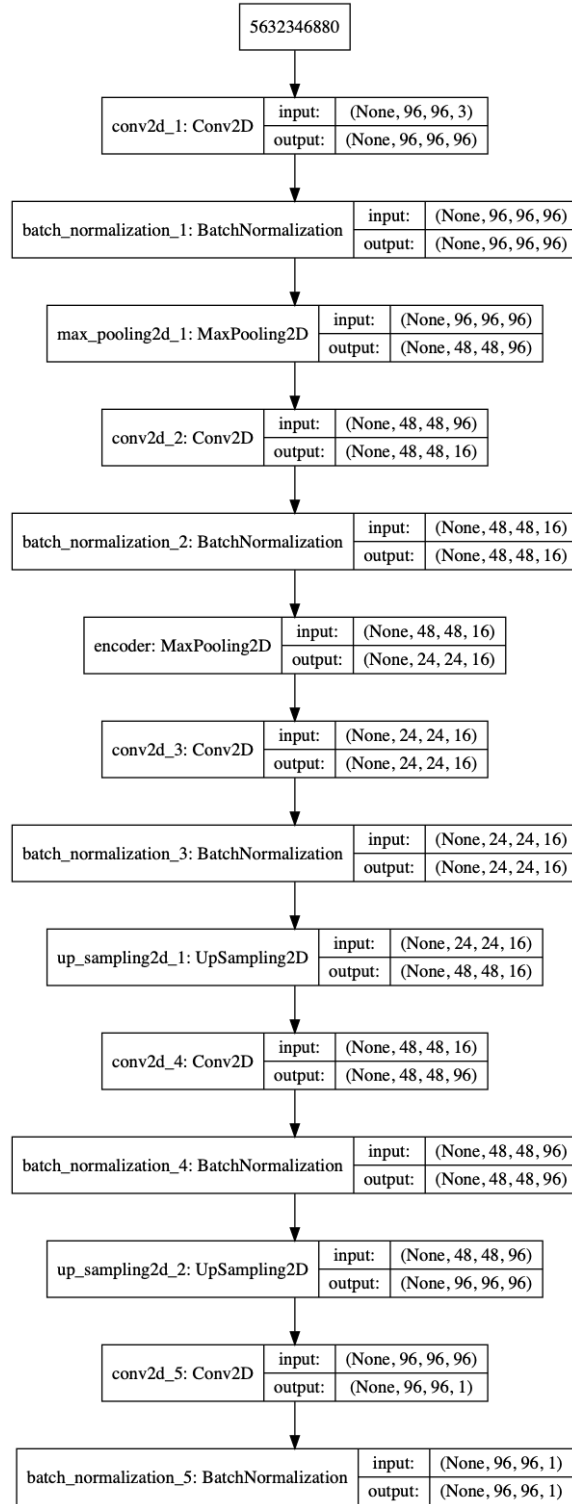 5632346880
conv2d_1: Conv2D
input: (None, 96, 96, 3)
output: (None, 96, 96, 96)
batch_normalization_1: BatchNormalization
input: (None, 96, 96, 96)
output: (None, 96, 96, 96)
max_pooling2d_1: MaxPooling2D
input: (None, 96, 96, 96)
output: (None, 48, 48, 96)
conv2d_2: Conv2D
input: (None, 48, 48, 96)
output: (None, 48, 48, 16)
batch_normalization_2: BatchNormalization
input: (None, 48, 48, 16)
output: (None, 48, 48, 16)
encoder: MaxPooling2D
input: (None, 48, 48, 16)
output: (None, 24, 24, 16)
conv2d_3: Conv2D
input: (None, 24, 24, 16)
output: (None, 24, 24, 16)
batch_normalization_3: BatchNormalization
input: (None, 24, 24, 16)
output: (None, 24, 24, 16)
up_sampling2d_1: UpSampling2D
input: (None, 24, 24, 16)
output: (None, 48, 48, 16)
conv2d_4: Conv2D
input: (None, 48, 48, 16)
output: (None, 48, 48, 96)
batch_normalization_4: BatchNormalization
input: (None, 48, 48, 96)
output: (None, 48, 48, 96)
up_sampling2d_2: UpSampling2D
input: (None, 48, 48, 96)
output: (None, 96, 96, 96)
conv2d_5: Conv2D
input: (None, 96, 96, 96)
output: (None, 96, 96, 1)
batch_normalization_5: BatchNormalization
input: (None, 96, 96, 1)
output: (None, 96, 96, 1)